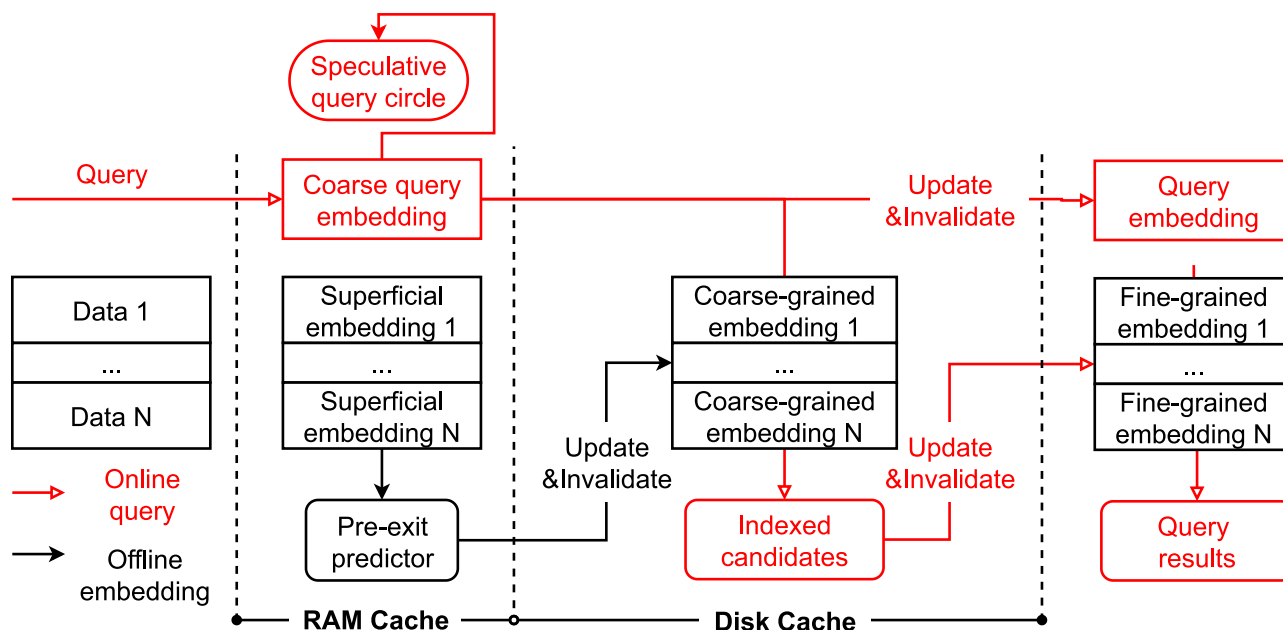 Speculative
query circle
Query
Coarse query
embedding
Update
&Invalidate
Query
embedding
Data 1
...
Data N
Superficial
embedding 1
...
Superficial
embedding N
Coarse-grained
embedding 1
...
Coarse-grained
embedding N
Fine-grained
embedding 1
...
Fine-grained
embedding N
Update
&Invalidate
Update
&Invalidate
Online
query
Offline
embedding
Pre-exit
predictor
Indexed
candidates
Query
results
RAM Cache
Disk Cache